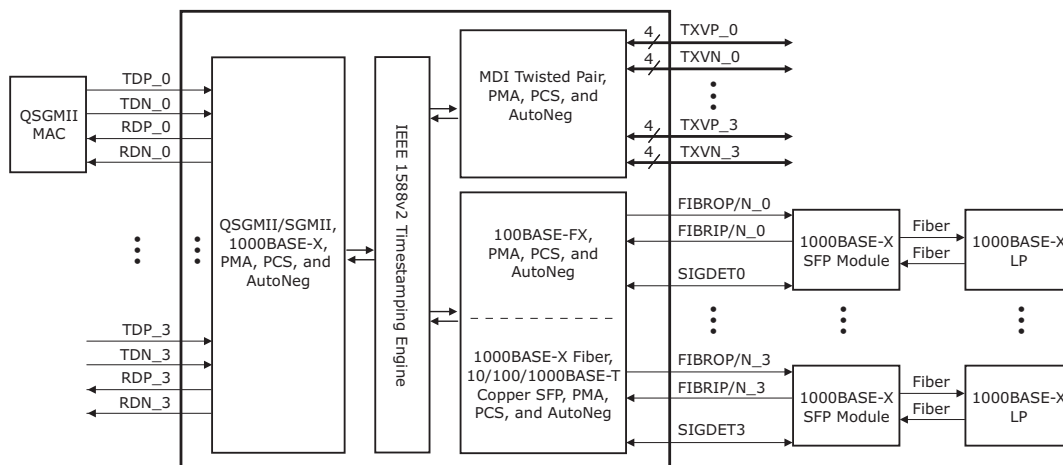 QSGMII
MAC
TDP_0
TDN_0
RDP_0
RDN_0
TDP_3
TDN_3
RDP_3
RDN_3
QSGMII/SGMII,
1000BASE-X,
PMA, PCS, and
AutoNeg
IEEE 1588v2 Timestamping Engine
MDI Twisted Pair,
PMA, PCS, and
AutoNeg
4
TXVP_0
4
TXVN_0
4
TXVP_3
4
TXVN_3
100BASE-FX,
PMA, PCS, and
AutoNeg
1000BASE-X Fiber,
10/100/1000BASE-T
Copper SFP, PMA,
PCS, and AutoNeg
FIBROP/N_0
FIBRIP/N_0
SIGDET0
1000BASE-X
SFP Module
Fiber
Fiber
1000BASE-X
LP
FIBROP/N_3
FIBRIP/N_3
SIGDET3
1000BASE-X
SFP Module
Fiber
Fiber
1000BASE-X
LP